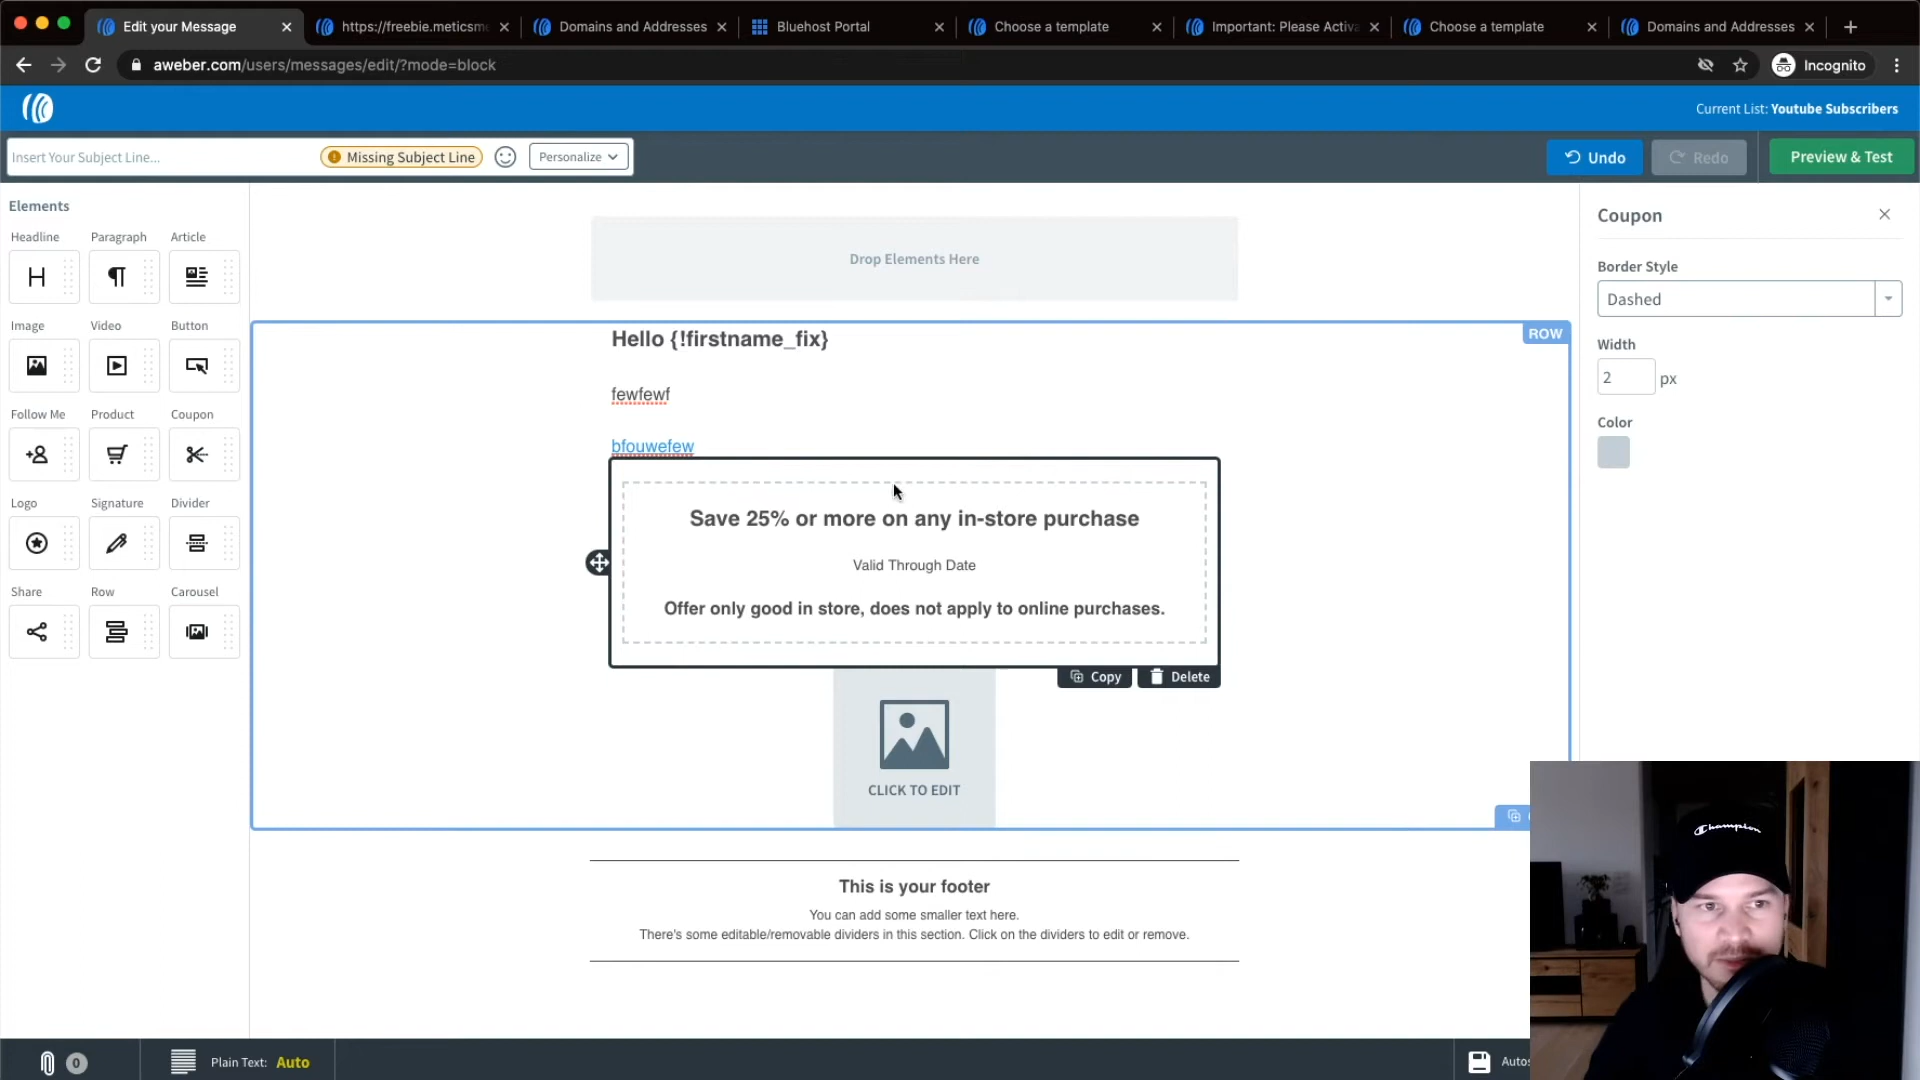 Edit your Message
https://freebie.meticsme
Domains and Addresses
Bluehost Portal
Choose a template
Important: Please Activa
Choose a template
Domains and Addresses
aweber.com/users/messages/edit/?mode=block
Incognito
Current List: Youtube Subscribers
Insert Your Subject Line...
Missing Subject Line
Personalize
Undo
Redo
Preview & Test
Elements
Headline
Paragraph
Article
Image
Video
Button
Follow Me
Product
Coupon
Logo
Signature
Divider
Share
Row
Carousel
Drop Elements Here
ROW
Hello {!firstname_fix}
fewfewf
bfouwefew
Save 25% or more on any in-store purchase
Valid Through Date
Offer only good in store, does not apply to online purchases.
Copy
Delete
CLICK TO EDIT
This is your footer
You can add some smaller text here.
There's some editable/removable dividers in this section. Click on the dividers to edit or remove.
Coupon
Border Style
Dashed
Width
2
px
Color
Champion
0
Plain Text: Auto
Autos